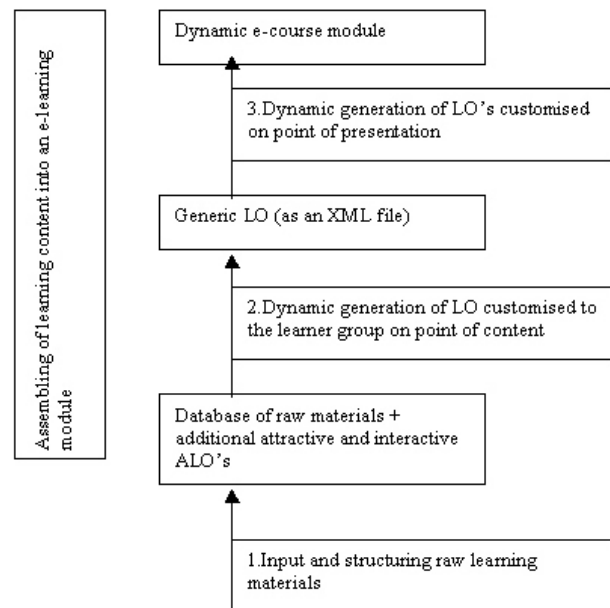 Dynamic e-course module
3.Dynamic generation of LO's customised
on point of presentation
Generic LO (as an XML file)
2.Dynamic generation of LO customised to
the learner group on point of content
Database of raw materials +
additional attractive and interactive
ALO's
1.Input and structuring raw learning
materials
Assembling of learning content into an e-learning
module